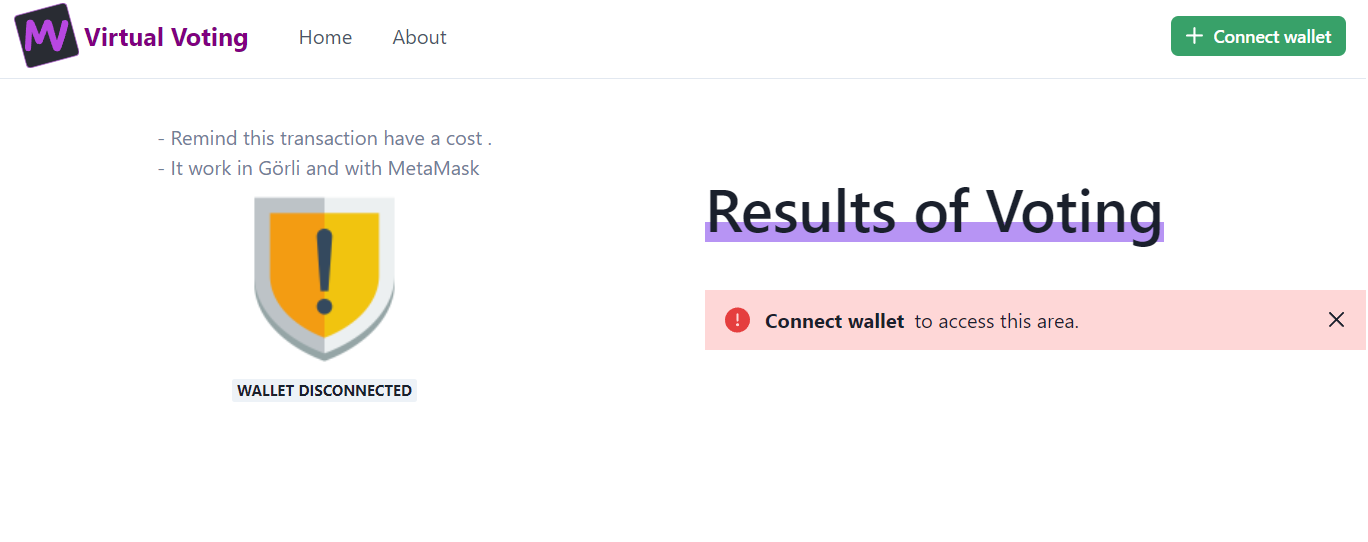 MV Virtual Voting Home About + Connect wallet
- Remind this transaction have a cost .
- It work in Görli and with MetaMask
Results of Voting
Connect wallet to access this area.
WALLET DISCONNECTED